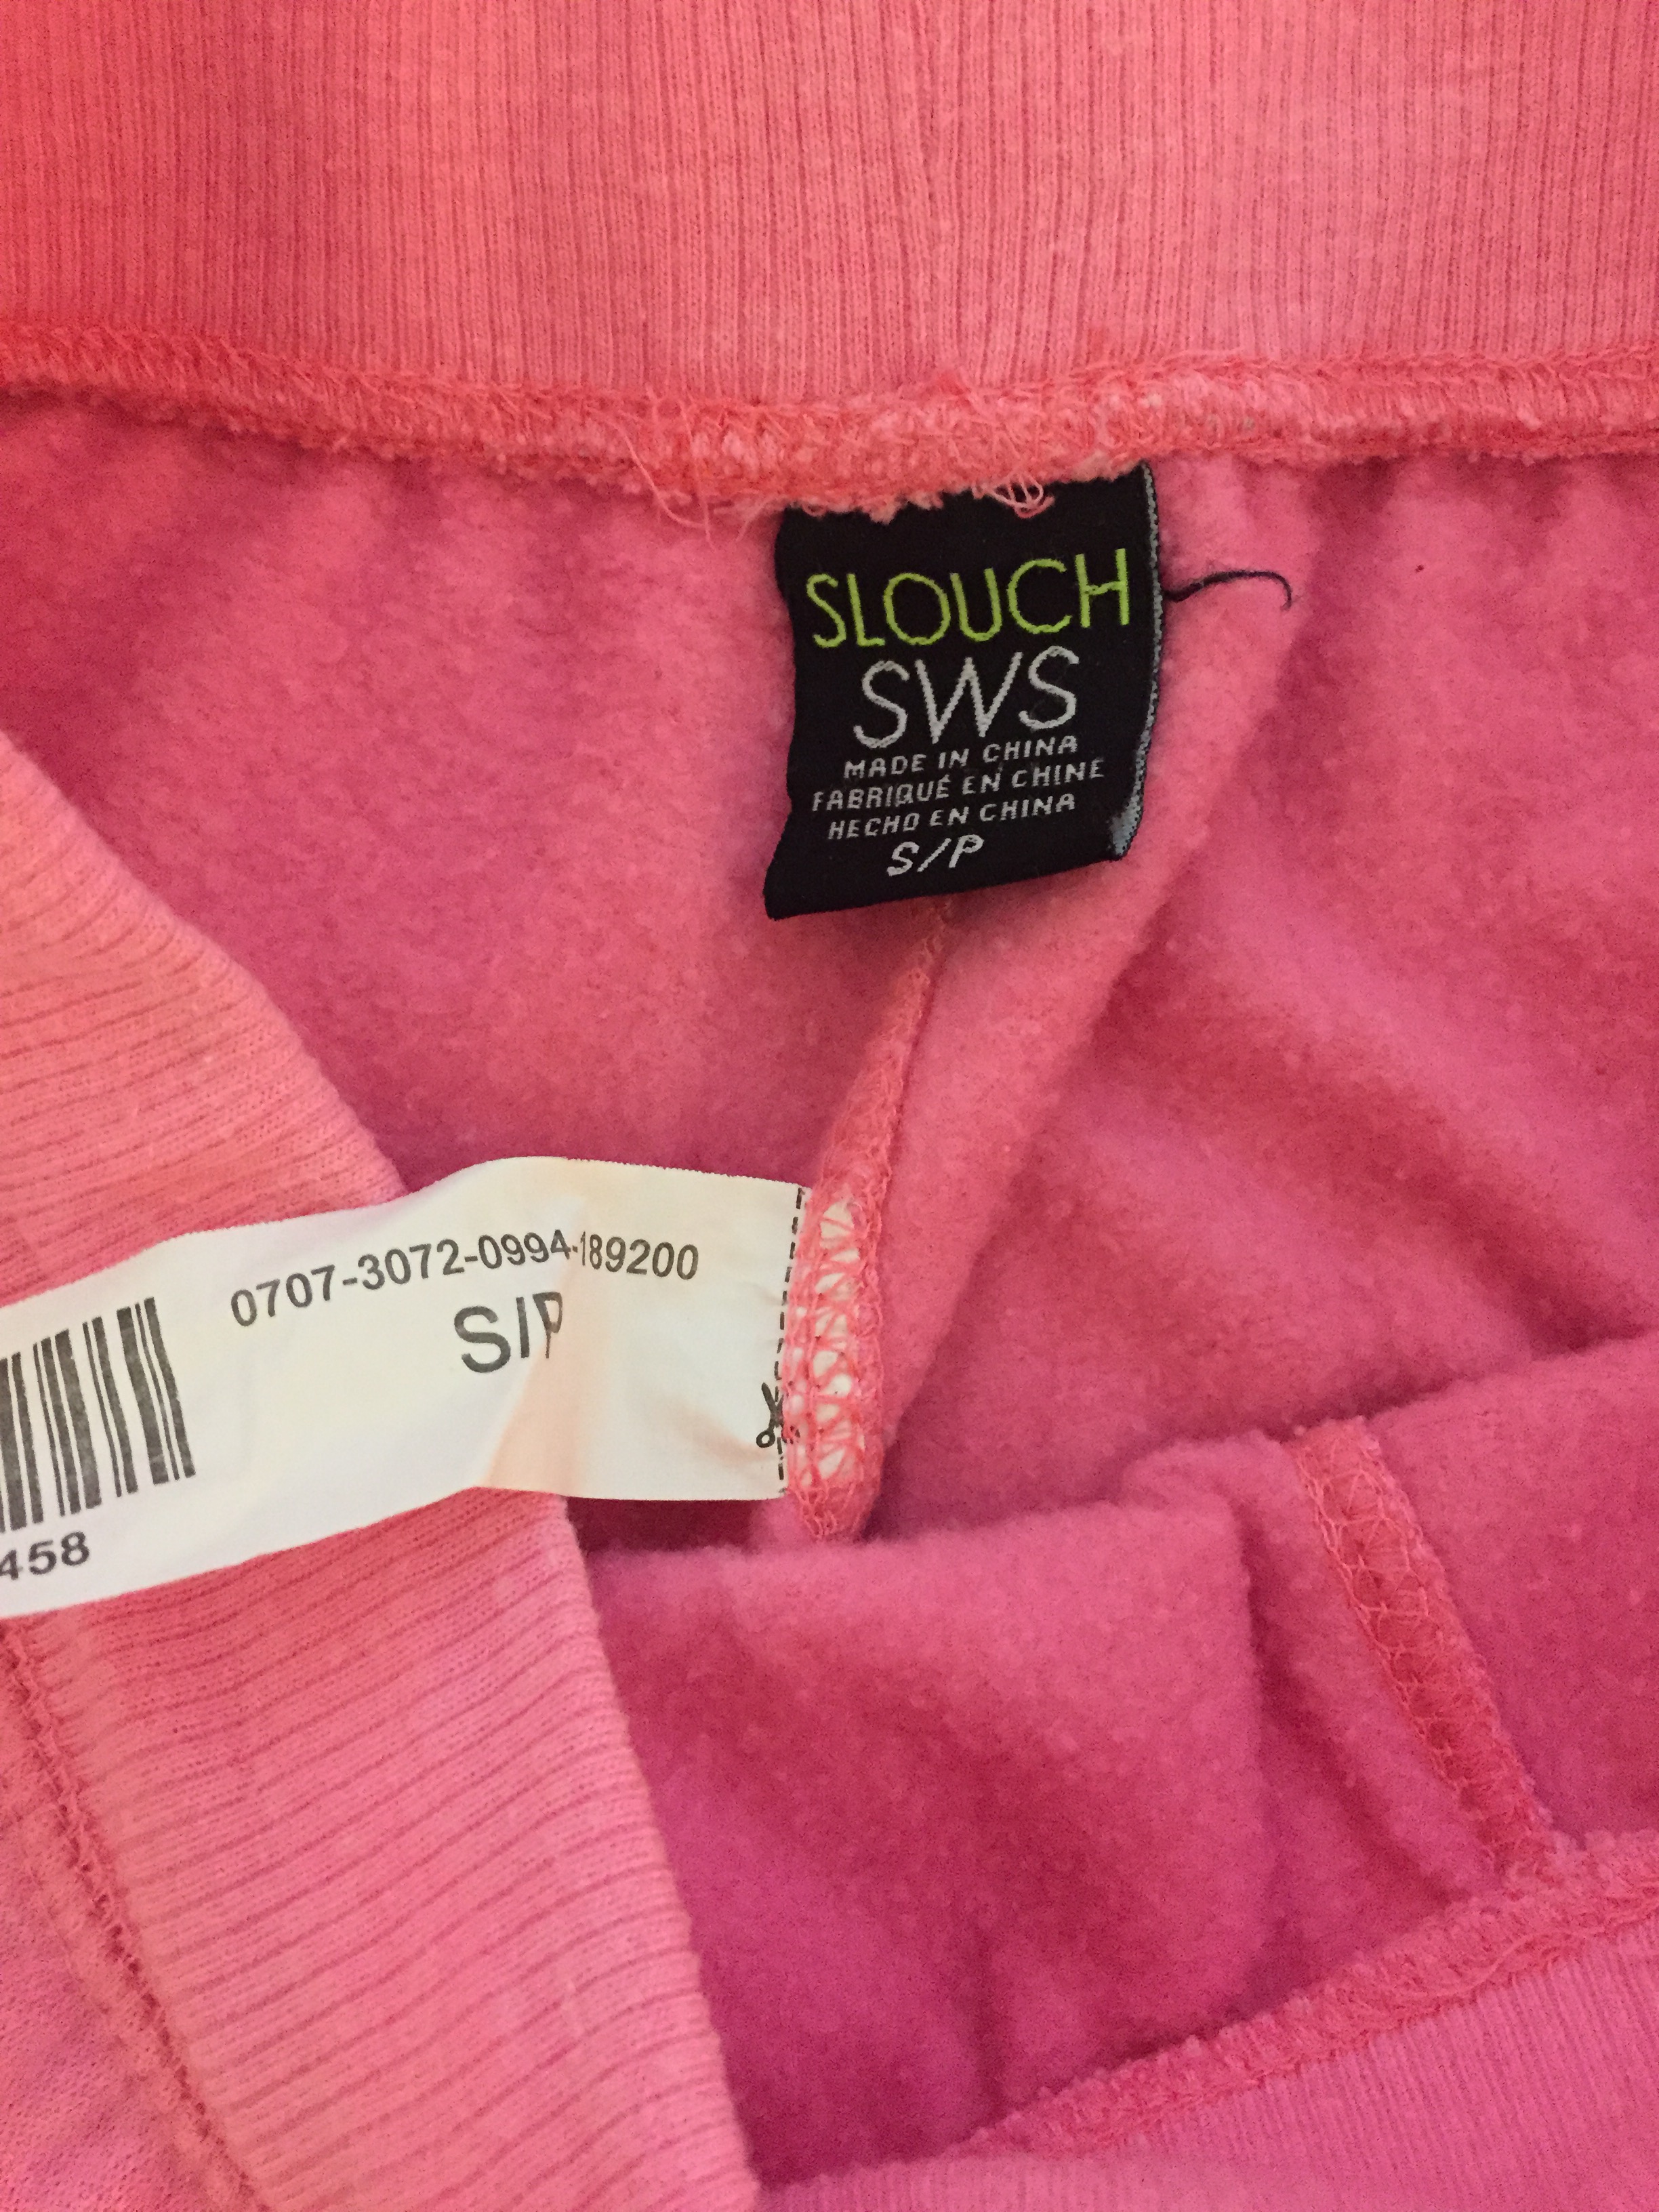 SLOUCH
SWS
MADE IN CHINA
FABRIQUÉ EN CHINE
HECHO EN CHINA
S/P
0707-3072-0994-189200
S/P
458